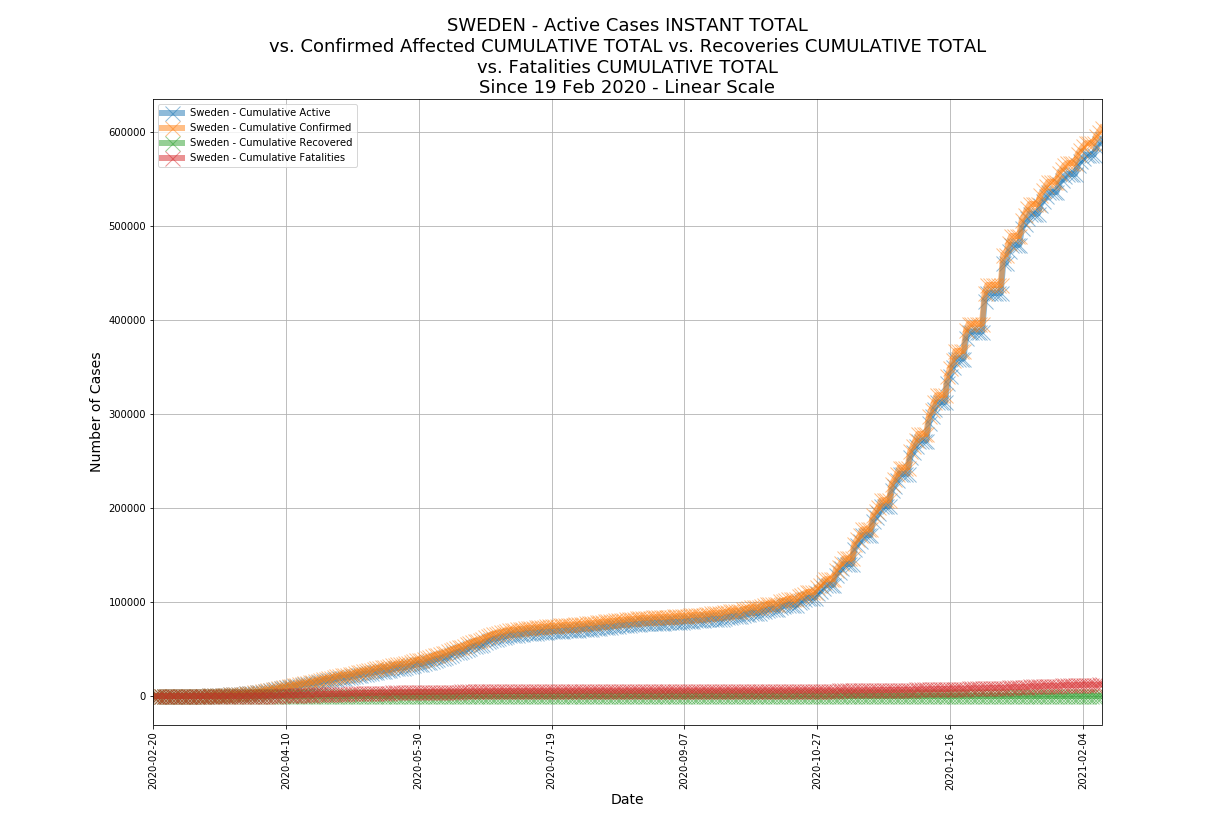 SWEDEN - Active Cases INSTANT TOTAL
vs. Confirmed Affected CUMULATIVE TOTAL vs. Recoveries CUMULATIVE TOTAL
vs. Fatalities CUMULATIVE TOTAL
Since 19 Feb 2020 - Linear Scale
Sweden - Cumulative Active
Sweden - Cumulative Confirmed
Sweden - Cumulative Recovered
Sweden - Cumulative Fatalities
Number of Cases
600000
500000
400000
300000
200000
100000
0
2020-02-20
2020-04-10
2020-05-30
2020-07-19
2020-09-07
2020-10-27
2020-12-16
2021-02-04
Date